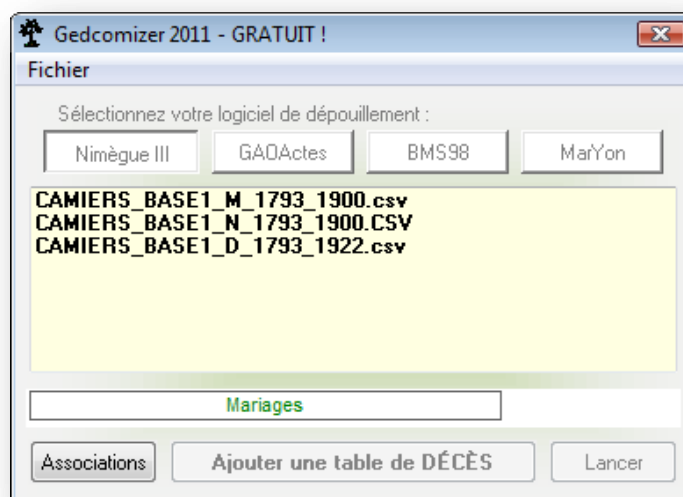 Gedcomizer 2011 - GRATUIT !
Fichier
Sélectionnez votre logiciel de dépouillement :
Nimègue III GAOActes BMS98 MarYon
CAMIERS_BASE1_M_1793_1900.csv
CAMIERS_BASE1_N_1793_1900.CSV
CAMIERS_BASE1_D_1793_1922.csv
Mariages
Associations Ajouter une table de DÉCÈS Lancer